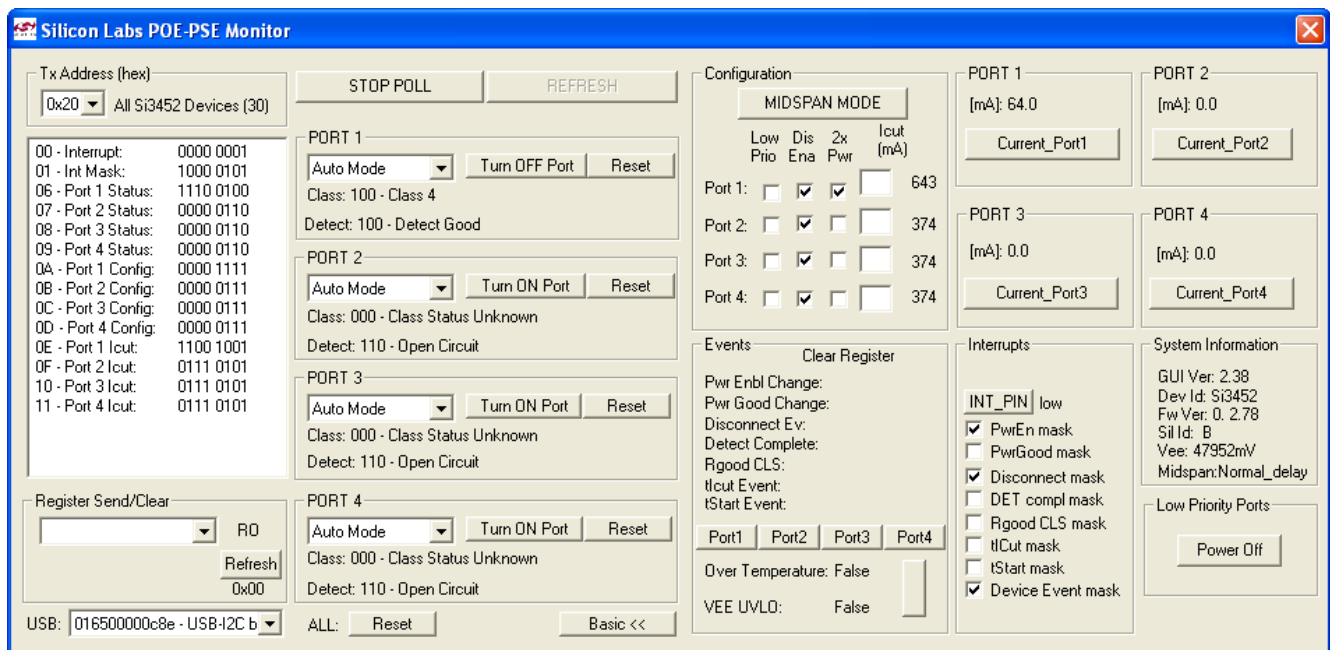 Silicon Labs POE-PSE Monitor
Tx Address (hex)
0x20 All Si3452 Devices (30)
00 - Interrupt: 0000 0001
01 - Int Mask: 1000 0101
06 - Port 1 Status: 1110 0100
07 - Port 2 Status: 0000 0110
08 - Port 3 Status: 0000 0110
09 - Port 4 Status: 0000 0110
0A - Port 1 Config: 0000 1111
0B - Port 2 Config: 0000 0111
0C - Port 3 Config: 0000 0111
0D - Port 4 Config: 0000 0111
0E - Port 1 Icut: 1100 1001
0F - Port 2 Icut: 0111 0101
10 - Port 3 Icut: 0111 0101
11 - Port 4 Icut: 0111 0101
Register Send/Clear
RO
Refresh
0x00
USB: 016500000c8e - USB-I2C b
STOP POLL REFRESH
PORT 1
Auto Mode Turn OFF Port Reset
Class: 100 - Class 4
Detect: 100 - Detect Good
PORT 2
Auto Mode Turn ON Port Reset
Class: 000 - Class Status Unknown
Detect: 110 - Open Circuit
PORT 3
Auto Mode Turn ON Port Reset
Class: 000 - Class Status Unknown
Detect: 110 - Open Circuit
PORT 4
Auto Mode Turn ON Port Reset
Class: 000 - Class Status Unknown
Detect: 110 - Open Circuit
ALL: Reset Basic <<
Configuration
MIDSPAN MODE
Low Dis 2x Icut
Prio Ena Pwr (mA)
Port 1: 643
Port 2: 374
Port 3: 374
Port 4: 374
Events
Clear Register
Pwr Enbl Change:
Pwr Good Change:
Disconnect Ev:
Detect Complete:
Rgood CLS:
tIcut Event:
tStart Event:
Port1 Port2 Port3 Port4
Over Temperature: False
VEE UVLO: False
PORT 1
[mA]: 64.0
Current_Port1
PORT 2
[mA]: 0.0
Current_Port2
PORT 3
[mA]: 0.0
Current_Port3
PORT 4
[mA]: 0.0
Current_Port4
Interrupts
INT_PIN low
PwrEn mask
PwrGood mask
Disconnect mask
DET compl mask
Rgood CLS mask
tICut mask
tStart mask
Device Event mask
System Information
GUI Ver: 2.38
Dev Id: Si3452
Fw Ver: 0. 2.78
Sil Id: B
Vee: 47952mV
Midspan:Normal_delay
Low Priority Ports
Power Off